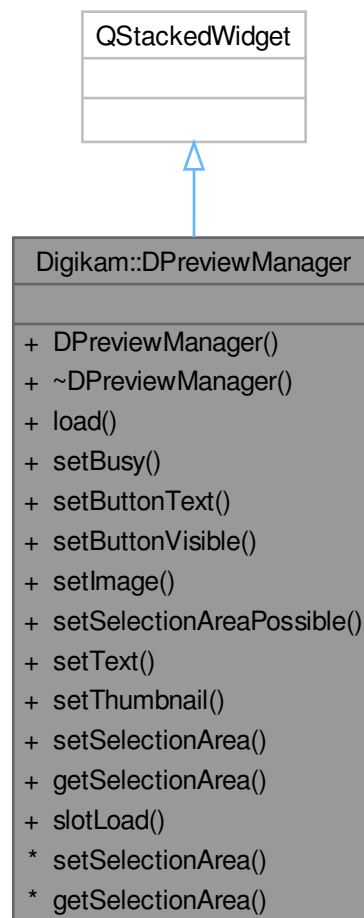 QStackedWidget
Digikam::DPreviewManager
+ DPreviewManager()
+ ~DPreviewManager()
+ load()
+ setBusy()
+ setButtonText()
+ setButtonVisible()
+ setImage()
+ setSelectionAreaPossible()
+ setText()
+ setThumbnail()
+ setSelectionArea()
+ getSelectionArea()
+ slotLoad()
* setSelectionArea()
* getSelectionArea()